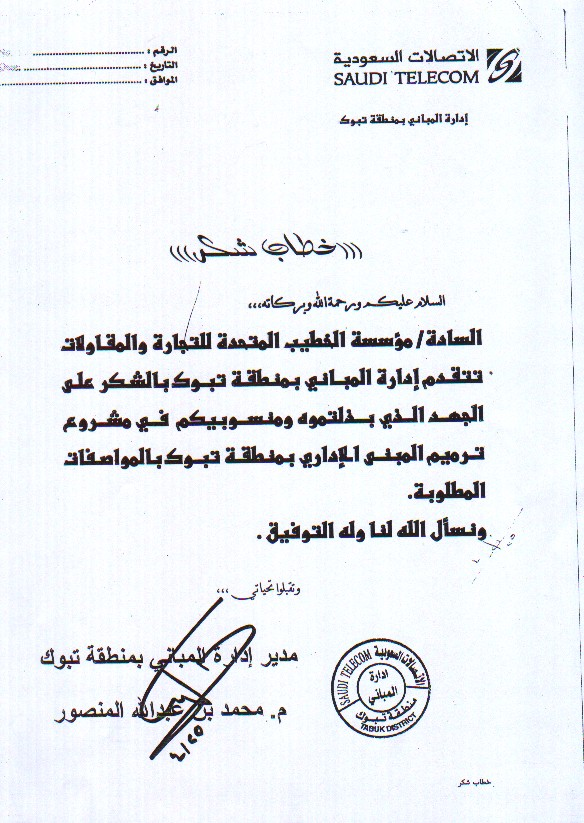 الاتصالات السعودية
SAUDI TELECOM
إدارة المباني بمنطقة تبوك
الرقم :
التاريخ :
الموافق :
(((خطاب شكر)))
السلام عليكم ورحمة الله وبركاته،،،
السادة/مؤسسة الخطيب المتحدة للتجارة والمقاولات
تتقدم إدارة المباني بمنطقة تبوك بالشكر على
الجهد الذي بذلتموه ومنسوبيكم في مشروع
ترميم المبنى الإداري بمنطقة تبوك بالمواصفات
المطلوبة.
ونسأل الله لنا وله التوفيق .
وتقبلوا تحياتي ،،،
مدير إدارة المباني بمنطقة تبوك
م. محمد بن عبدالله المنصور
٤/٢٥
الاتصالات السعودية
SAUDI TELECOM
ادارة
المباني
منطقة تبوك
TABUK DISTRICT
خطاب شكر